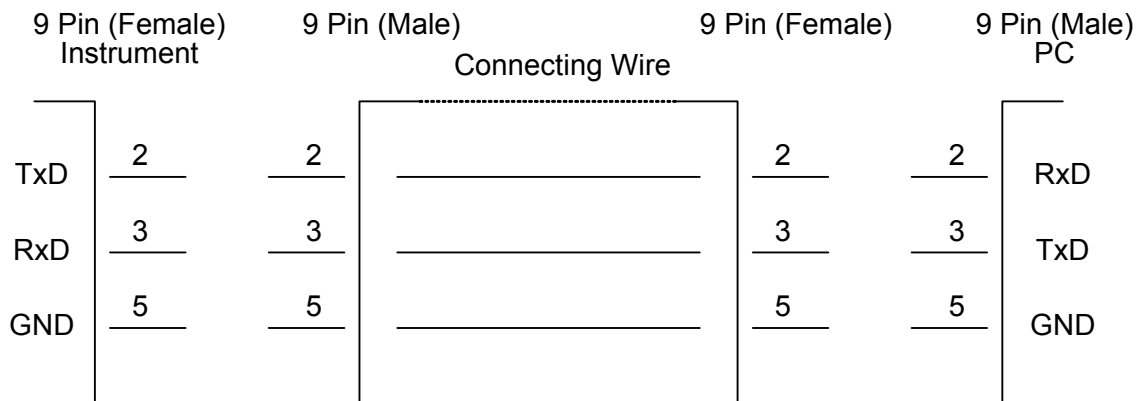 9 Pin (Female) 9 Pin (Male) 9 Pin (Female) 9 Pin (Male)
Instrument Connecting Wire PC
TxD 2 2 2 2 RxD
RxD 3 3 3 3 TxD
GND 5 5 5 5 GND